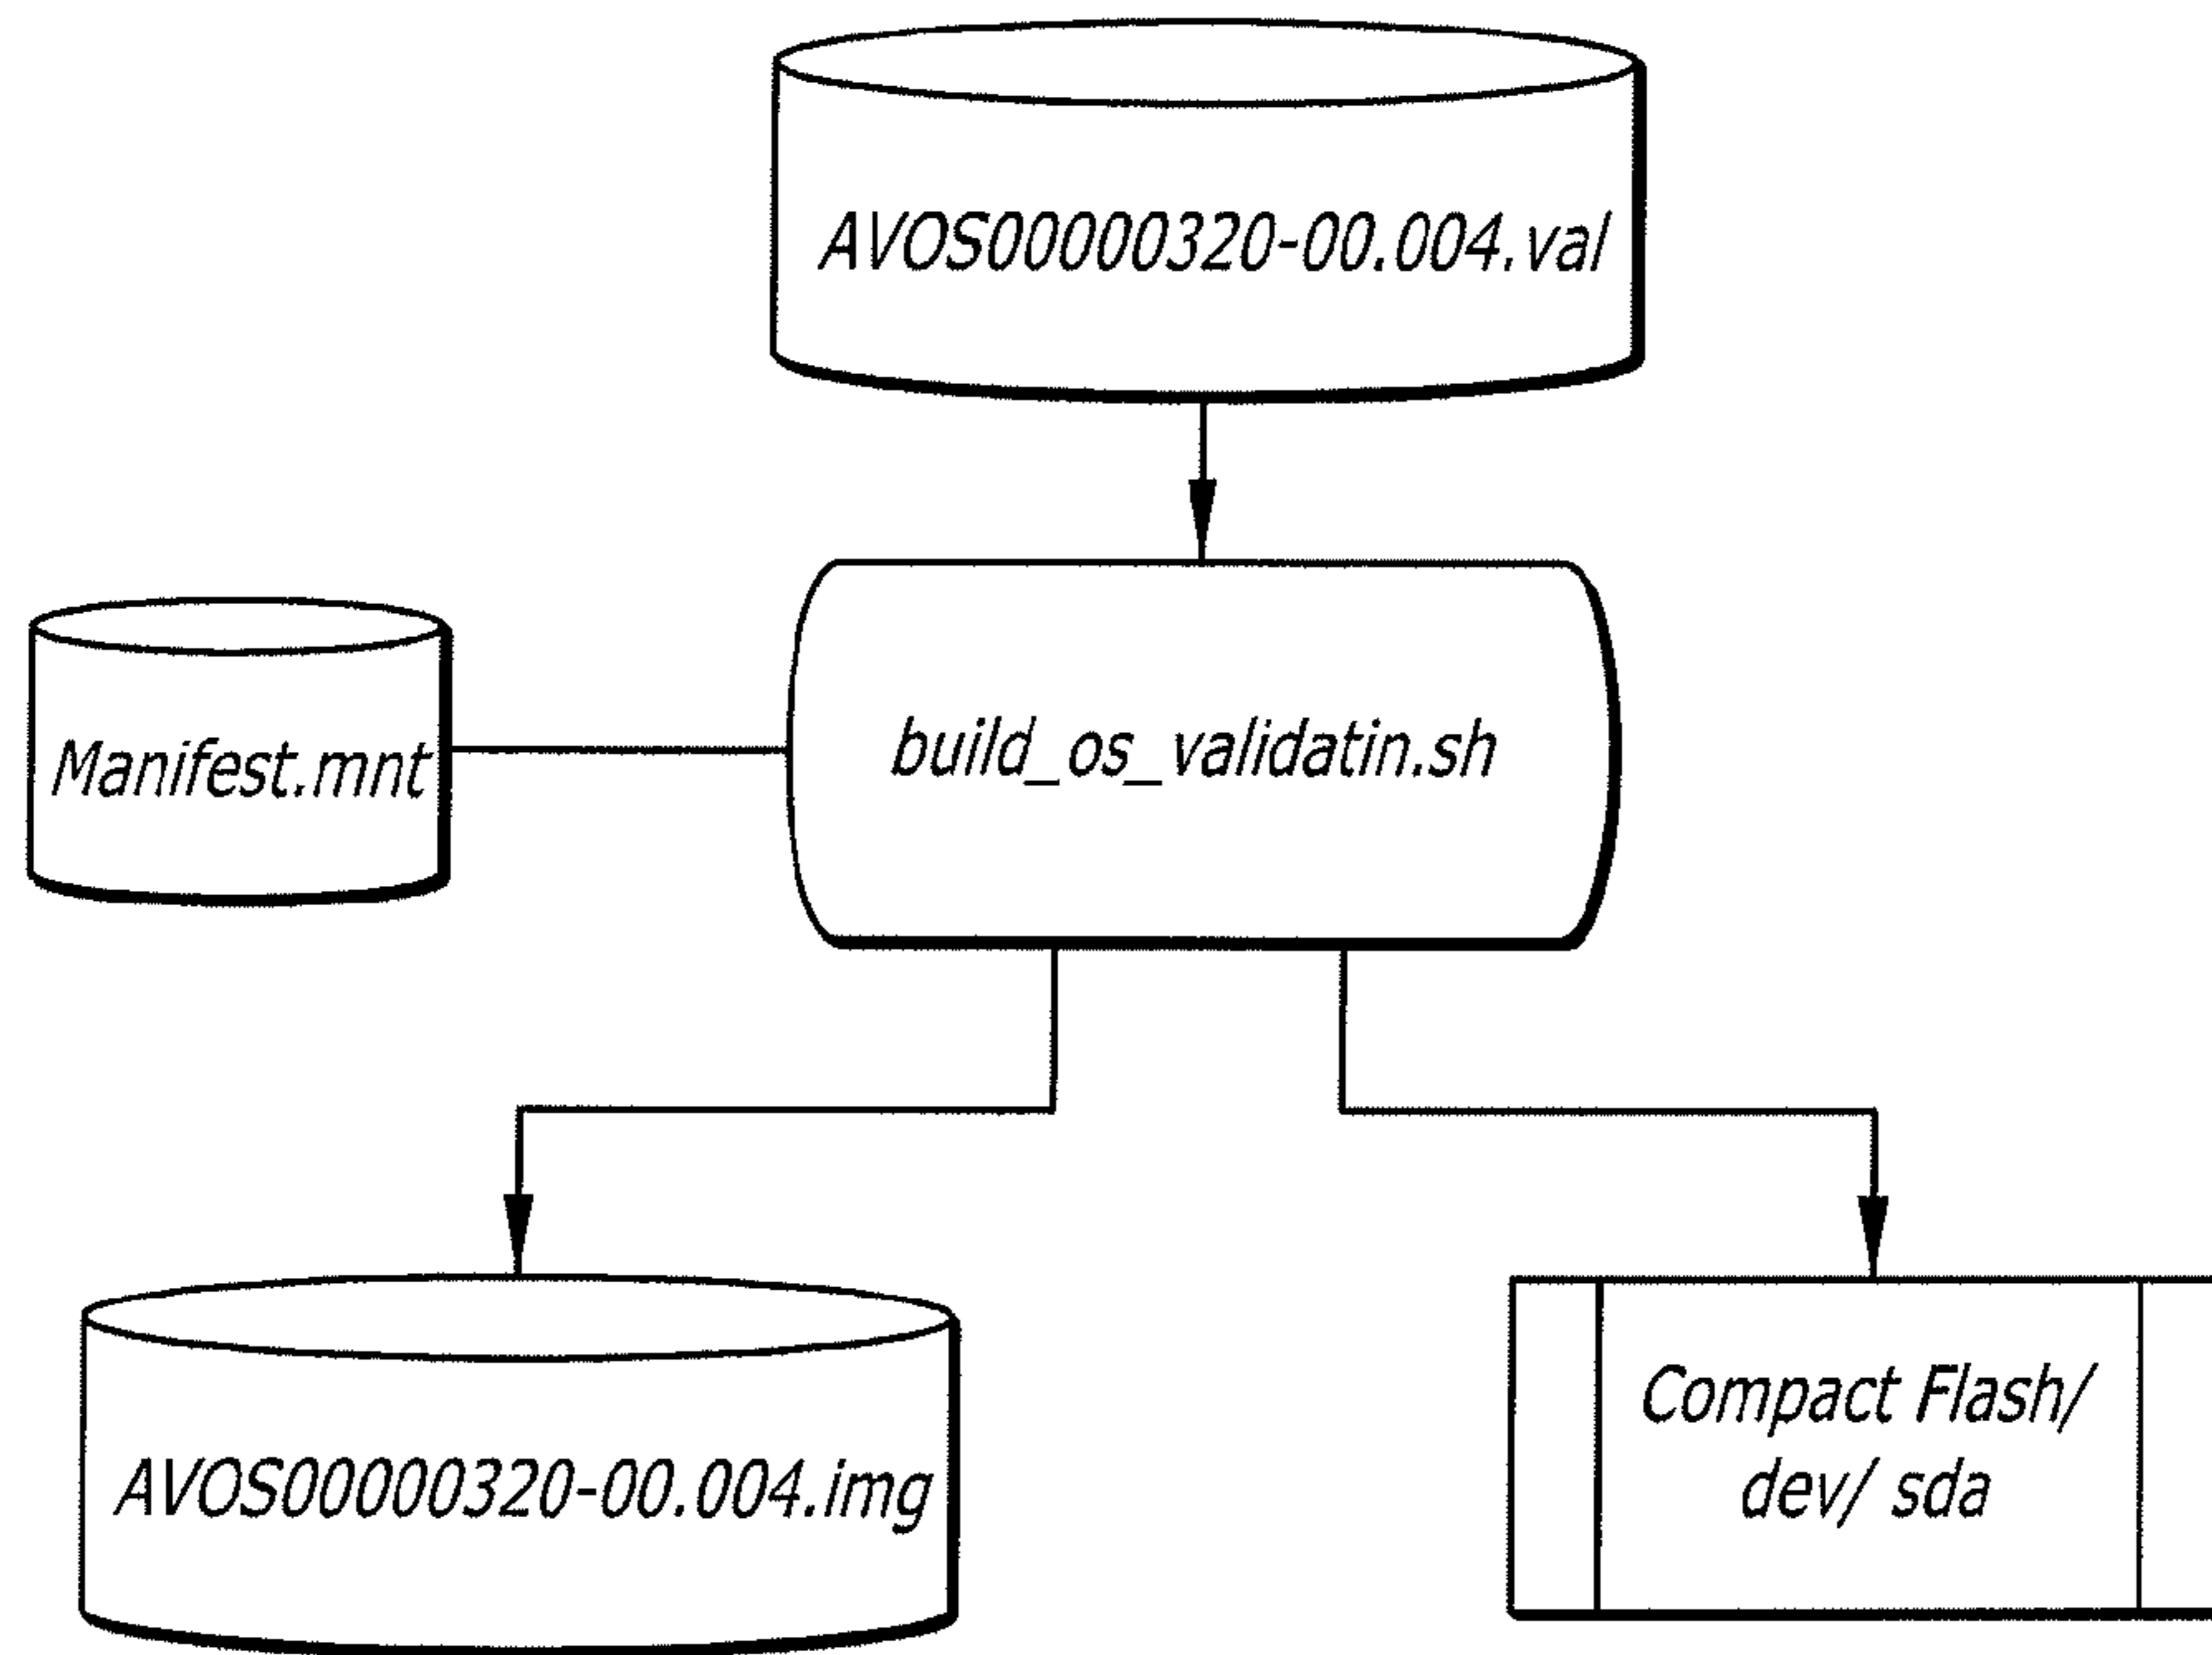 AVOS00000320-00.004.val
Manifest.mnt
build_os_validatin.sh
AVOS00000320-00.004.img
Compact Flash/
dev/ sda